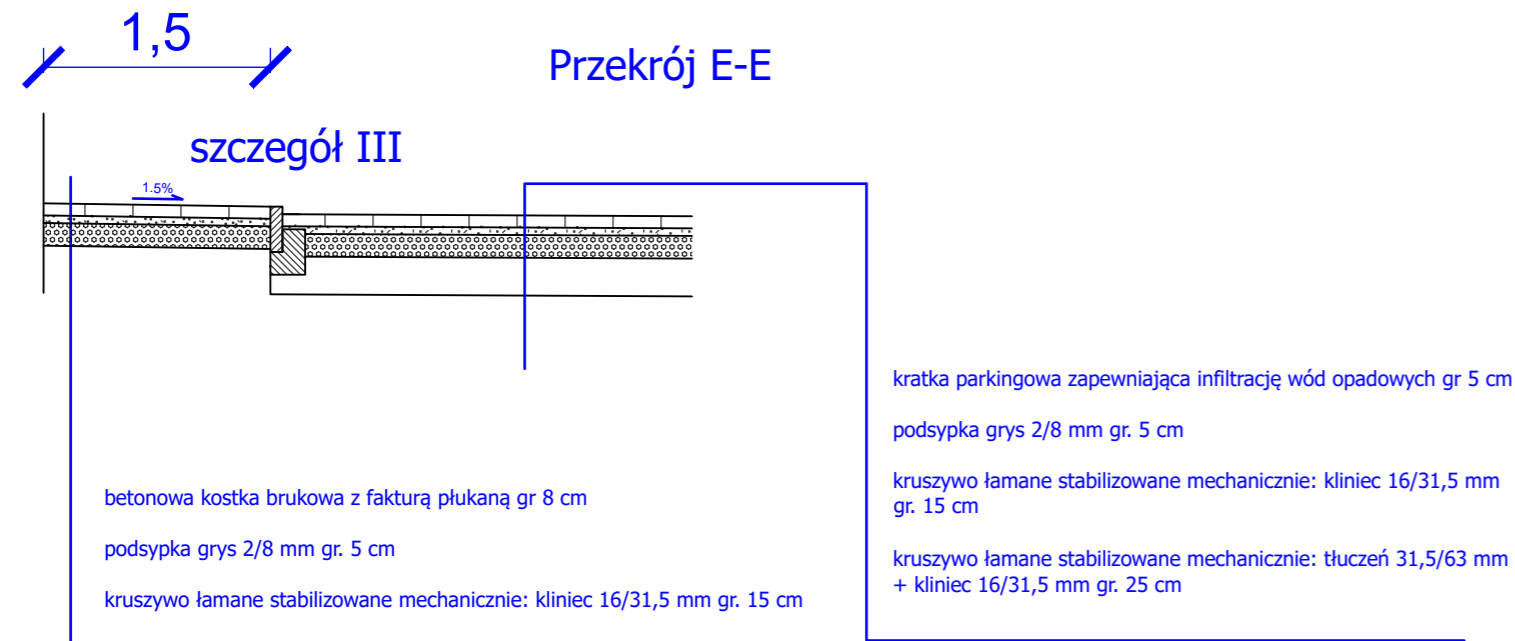 1,5
Przekrój E-E
szczegół III
1.5%
kratka parkingowa zapewniająca infiltrację wód opadowych gr 5 cm
podsypka grys 2/8 mm gr. 5 cm
kruszywo łamane stabilizowane mechanicznie: kliniec 16/31,5 mm
gr. 15 cm
kruszywo łamane stabilizowane mechanicznie: tłuczeń 31,5/63 mm
+ kliniec 16/31,5 mm gr. 25 cm
betonowa kostka brukowa z fakturą płukaną gr 8 cm
podsypka grys 2/8 mm gr. 5 cm
kruszywo łamane stabilizowane mechanicznie: kliniec 16/31,5 mm gr. 15 cm